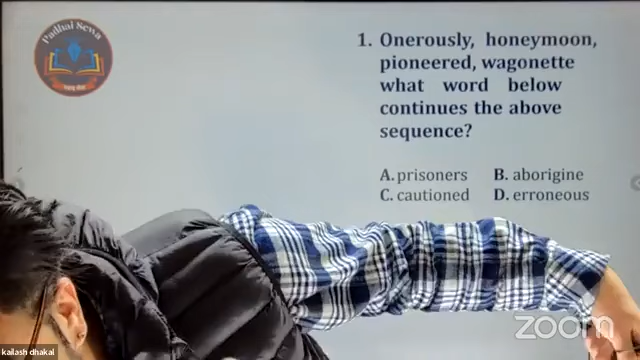 Padhai Sewa
1. Onerously, honeymoon,
pioneered, wagonette
what word below
continues the above
sequence?
A. prisoners B. aborigine
C. cautioned D. erroneous
zoom
kailash dhakal